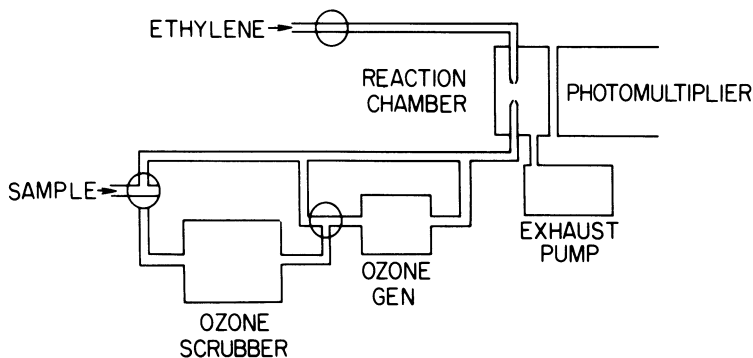 ETHYLENE
REACTION
CHAMBER
PHOTOMULTIPLIER
SAMPLE
EXHAUST
PUMP
OZONE
GEN
OZONE
SCRUBBER